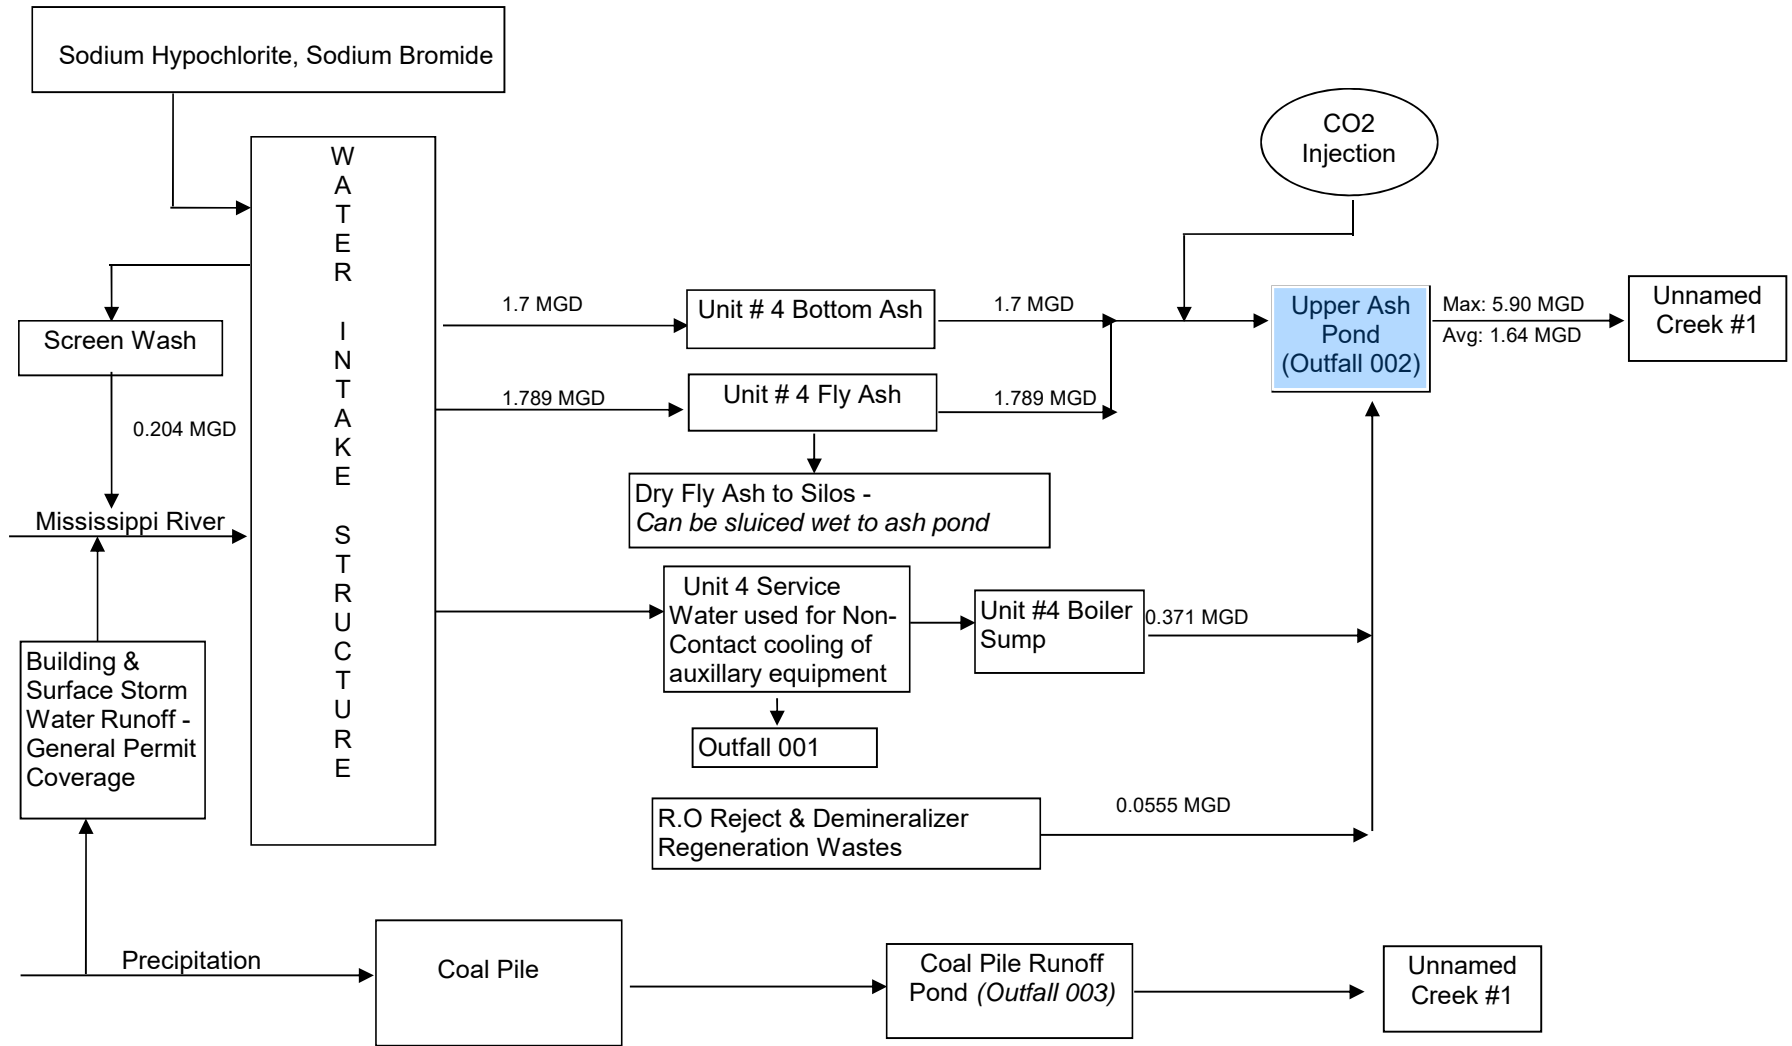 Sodium Hypochlorite, Sodium Bromide
CO2
Injection
W
A
T
E
R
I
N
T
A
K
E
S
T
R
U
C
T
U
R
E
Screen Wash
0.204 MGD
Mississippi River
Building &
Surface Storm
Water Runoff -
General Permit
Coverage
1.7 MGD
Unit # 4 Bottom Ash
1.7 MGD
Upper Ash
Pond
(Outfall 002)
Max: 5.90 MGD
Avg: 1.64 MGD
Unnamed
Creek #1
1.789 MGD
Unit # 4 Fly Ash
1.789 MGD
Dry Fly Ash to Silos -
Can be sluiced wet to ash pond
Unit 4 Service
Water used for Non-
Contact cooling of
auxillary equipment
Unit #4 Boiler
Sump
0.371 MGD
Outfall 001
R.O Reject & Demineralizer
Regeneration Wastes
0.0555 MGD
Precipitation
Coal Pile
Coal Pile Runoff
Pond (Outfall 003)
Unnamed
Creek #1